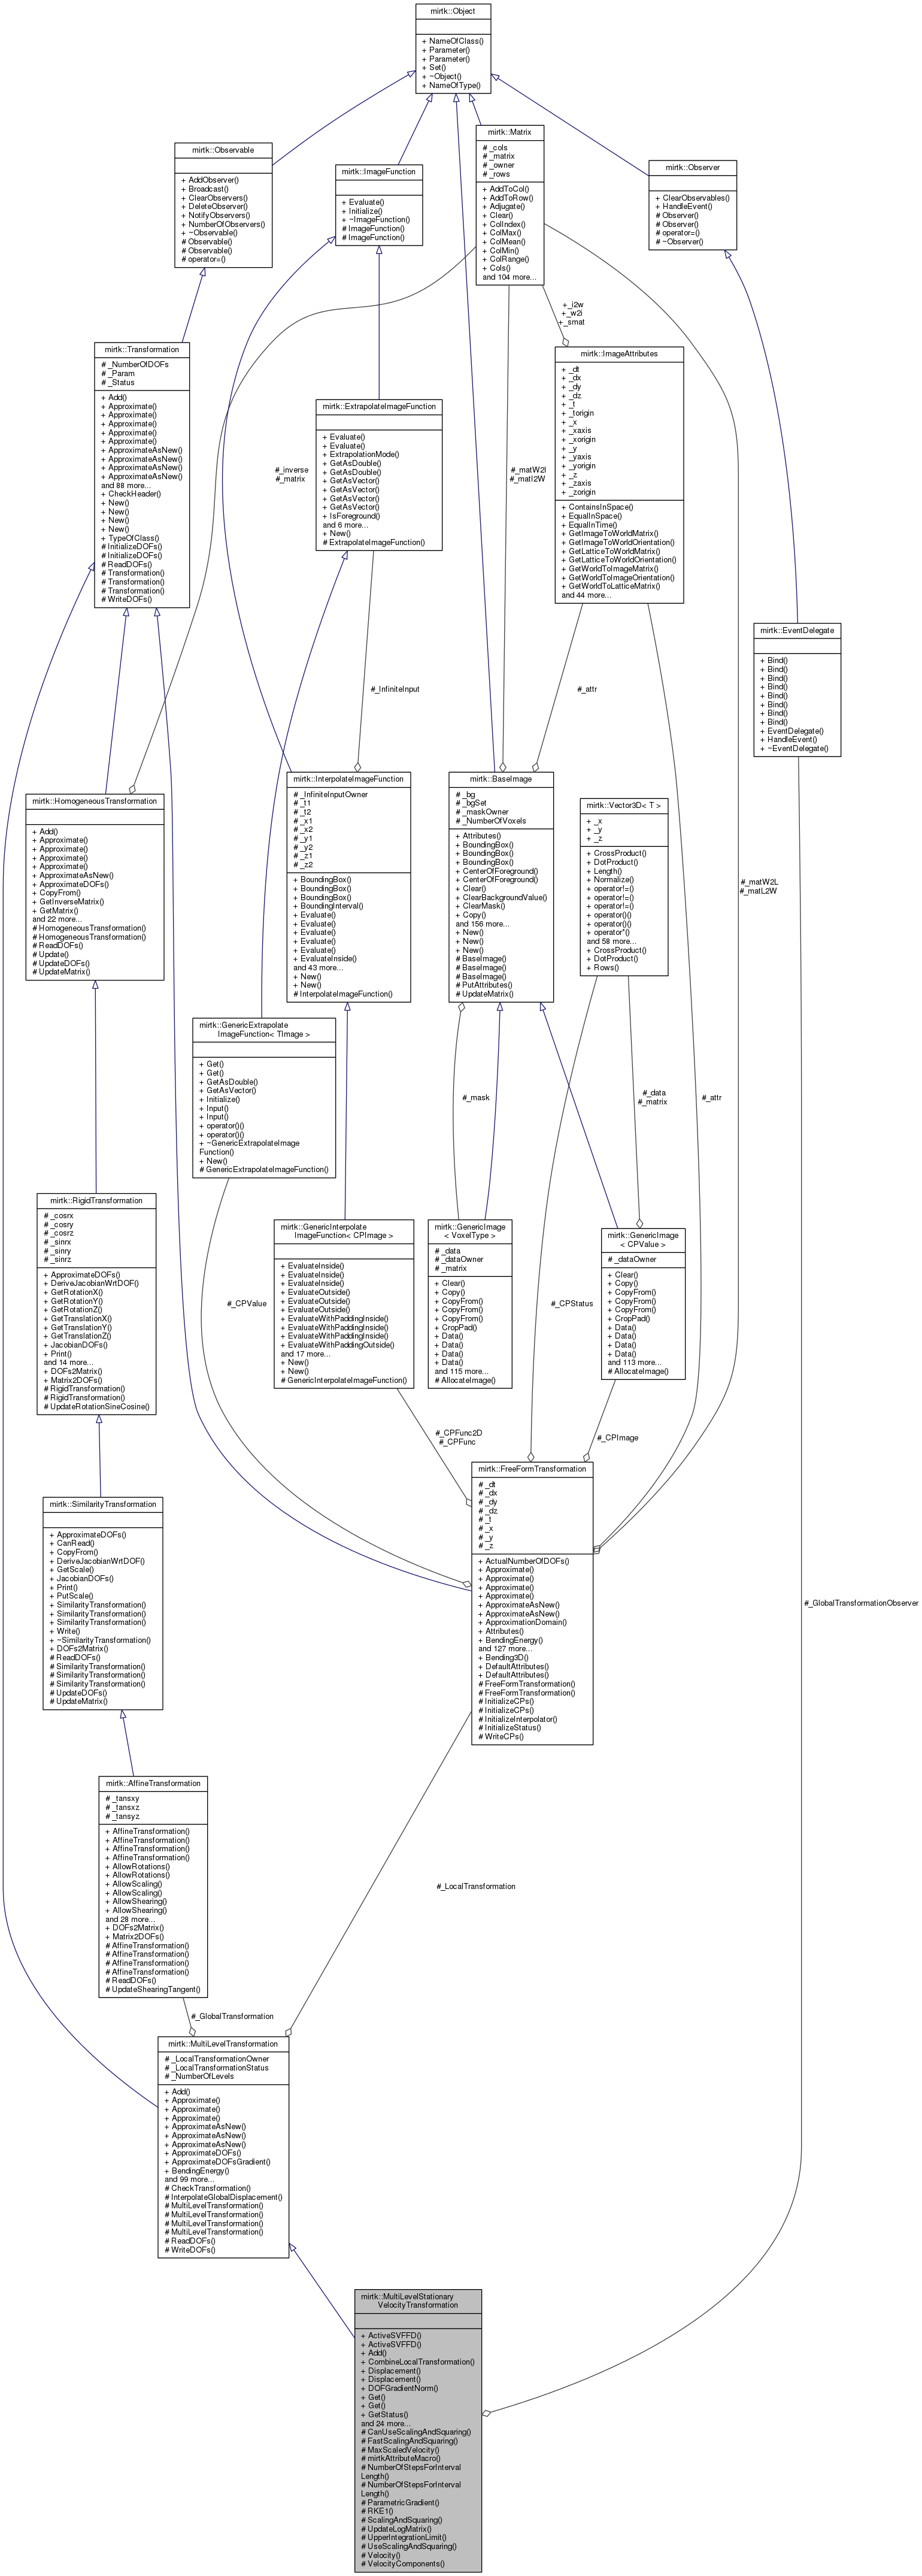 mirtk::Object
+ NameOfClass()
+ Parameter()
+ Parameter()
+ Set()
+ ~Object()
+ NameOfType()
mirtk::Observable
+ AddObserver()
+ Broadcast()
+ ClearObservers()
+ DeleteObserver()
+ NotifyObservers()
+ NumberOfObservers()
+ ~Observable()
# Observable()
# Observable()
# operator=()
mirtk::ImageFunction
+ Evaluate()
+ Initialize()
+ ~ImageFunction()
# ImageFunction()
# ImageFunction()
mirtk::Matrix
# _cols
# _matrix
# _owner
# _rows
+ AddToCol()
+ AddToRow()
+ Adjugate()
+ Clear()
+ ColIndex()
+ ColMax()
+ ColMean()
+ ColMin()
+ ColRange()
+ Cols()
and 104 more...
mirtk::Observer
+ ClearObservables()
+ HandleEvent()
# Observer()
# Observer()
# operator=()
# ~Observer()
+_i2w
+_w2i
+_smat
mirtk::Transformation
# _NumberOfDOFs
# _Param
# _Status
+ Add()
+ Approximate()
+ Approximate()
+ Approximate()
+ Approximate()
+ Approximate()
+ ApproximateAsNew()
+ ApproximateAsNew()
+ ApproximateAsNew()
+ ApproximateAsNew()
and 88 more...
+ CheckHeader()
+ New()
+ New()
+ New()
+ New()
+ TypeOfClass()
# InitializeDOFs()
# InitializeDOFs()
# ReadDOFs()
# Transformation()
# Transformation()
# Transformation()
# WriteDOFs()
mirtk::ImageAttributes
+ _dt
+ _dx
+ _dy
+ _dz
+ _t
+ _torigin
+ _x
+ _xaxis
+ _xorigin
+ _y
+ _yaxis
+ _yorigin
+ _z
+ _zaxis
+ _zorigin
+ ContainsInSpace()
+ EqualInSpace()
+ EqualInTime()
+ GetImageToWorldMatrix()
+ GetImageToWorldOrientation()
+ GetLatticeToWorldMatrix()
+ GetLatticeToWorldOrientation()
+ GetWorldToImageMatrix()
+ GetWorldToImageOrientation()
+ GetWorldToLatticeMatrix()
and 44 more...
mirtk::ExtrapolateImageFunction
+ Evaluate()
+ Evaluate()
+ ExtrapolationMode()
+ GetAsDouble()
+ GetAsDouble()
+ GetAsVector()
+ GetAsVector()
+ GetAsVector()
+ GetAsVector()
+ IsForeground()
and 6 more...
+ New()
# ExtrapolateImageFunction()
#_inverse
#_matrix
#_matW2I
#_matI2W
mirtk::EventDelegate
+ Bind()
+ Bind()
+ Bind()
+ Bind()
+ Bind()
+ Bind()
+ Bind()
+ Bind()
+ EventDelegate()
+ HandleEvent()
+ ~EventDelegate()
#_InfiniteInput
#_attr
mirtk::HomogeneousTransformation
+ Add()
+ Approximate()
+ Approximate()
+ Approximate()
+ Approximate()
+ ApproximateAsNew()
+ ApproximateDOFs()
+ CopyFrom()
+ GetInverseMatrix()
+ GetMatrix()
and 22 more...
# HomogeneousTransformation()
# HomogeneousTransformation()
# ReadDOFs()
# Update()
# UpdateDOFs()
# UpdateMatrix()
mirtk::InterpolateImageFunction
# _InfiniteInputOwner
# _t1
# _t2
# _x1
# _x2
# _y1
# _y2
# _z1
# _z2
+ BoundingBox()
+ BoundingBox()
+ BoundingBox()
+ BoundingInterval()
+ Evaluate()
+ Evaluate()
+ Evaluate()
+ Evaluate()
+ Evaluate()
+ EvaluateInside()
and 43 more...
+ New()
+ New()
# InterpolateImageFunction()
mirtk::BaseImage
# _bg
# _bgSet
# _maskOwner
# _NumberOfVoxels
+ Attributes()
+ BoundingBox()
+ BoundingBox()
+ BoundingBox()
+ CenterOfForeground()
+ CenterOfForeground()
+ Clear()
+ ClearBackgroundValue()
+ ClearMask()
+ Copy()
and 156 more...
+ New()
+ New()
+ New()
# BaseImage()
# BaseImage()
# BaseImage()
# PutAttributes()
# UpdateMatrix()
mirtk::Vector3D< T >
+ _x
+ _y
+ _z
+ CrossProduct()
+ DotProduct()
+ Length()
+ Normalize()
+ operator!=()
+ operator!=()
+ operator!=()
+ operator()()
+ operator()()
+ operator*()
and 58 more...
+ CrossProduct()
+ DotProduct()
+ Rows()
#_matW2L
#_matL2W
mirtk::GenericExtrapolate
ImageFunction< TImage >
+ Get()
+ Get()
+ GetAsDouble()
+ GetAsVector()
+ Initialize()
+ Input()
+ Input()
+ operator()()
+ operator()()
+ ~GenericExtrapolateImage
Function()
+ New()
# GenericExtrapolateImageFunction()
#_mask
#_data
#_matrix
#_attr
mirtk::RigidTransformation
# _cosrx
# _cosry
# _cosrz
# _sinrx
# _sinry
# _sinrz
+ ApproximateDOFs()
+ DeriveJacobianWrtDOF()
+ GetRotationX()
+ GetRotationY()
+ GetRotationZ()
+ GetTranslationX()
+ GetTranslationY()
+ GetTranslationZ()
+ JacobianDOFs()
+ Print()
and 14 more...
+ DOFs2Matrix()
+ Matrix2DOFs()
# RigidTransformation()
# RigidTransformation()
# UpdateRotationSineCosine()
mirtk::GenericInterpolate
ImageFunction< CPImage >
+ EvaluateInside()
+ EvaluateInside()
+ EvaluateInside()
+ EvaluateOutside()
+ EvaluateOutside()
+ EvaluateOutside()
+ EvaluateWithPaddingInside()
+ EvaluateWithPaddingInside()
+ EvaluateWithPaddingInside()
+ EvaluateWithPaddingOutside()
and 17 more...
+ New()
+ New()
# GenericInterpolateImageFunction()
mirtk::GenericImage
< VoxelType >
# _data
# _dataOwner
# _matrix
+ Clear()
+ Copy()
+ CopyFrom()
+ CopyFrom()
+ CopyFrom()
+ CropPad()
+ Data()
+ Data()
+ Data()
+ Data()
and 115 more...
# AllocateImage()
mirtk::GenericImage
< CPValue >
# _dataOwner
+ Clear()
+ Copy()
+ CopyFrom()
+ CopyFrom()
+ CopyFrom()
+ CropPad()
+ Data()
+ Data()
+ Data()
+ Data()
and 113 more...
# AllocateImage()
#_CPValue
#_CPStatus
#_CPFunc2D
#_CPFunc
#_CPImage
mirtk::FreeFormTransformation
# _dt
# _dx
# _dy
# _dz
# _t
# _x
# _y
# _z
+ ActualNumberOfDOFs()
+ Approximate()
+ Approximate()
+ Approximate()
+ Approximate()
+ ApproximateAsNew()
+ ApproximateAsNew()
+ ApproximationDomain()
+ Attributes()
+ BendingEnergy()
and 127 more...
+ Bending3D()
+ DefaultAttributes()
+ DefaultAttributes()
# FreeFormTransformation()
# FreeFormTransformation()
# InitializeCPs()
# InitializeCPs()
# InitializeInterpolator()
# InitializeStatus()
# WriteCPs()
mirtk::SimilarityTransformation
+ ApproximateDOFs()
+ CanRead()
+ CopyFrom()
+ DeriveJacobianWrtDOF()
+ GetScale()
+ JacobianDOFs()
+ Print()
+ PutScale()
+ SimilarityTransformation()
+ SimilarityTransformation()
+ SimilarityTransformation()
+ Write()
+ ~SimilarityTransformation()
+ DOFs2Matrix()
# ReadDOFs()
# SimilarityTransformation()
# SimilarityTransformation()
# SimilarityTransformation()
# UpdateDOFs()
# UpdateMatrix()
#_GlobalTransformationObserver
mirtk::AffineTransformation
# _tansxy
# _tansxz
# _tansyz
+ AffineTransformation()
+ AffineTransformation()
+ AffineTransformation()
+ AffineTransformation()
+ AllowRotations()
+ AllowRotations()
+ AllowScaling()
+ AllowScaling()
+ AllowShearing()
+ AllowShearing()
and 28 more...
+ DOFs2Matrix()
+ Matrix2DOFs()
# AffineTransformation()
# AffineTransformation()
# AffineTransformation()
# AffineTransformation()
# ReadDOFs()
# UpdateShearingTangent()
#_LocalTransformation
#_GlobalTransformation
mirtk::MultiLevelTransformation
# _LocalTransformationOwner
# _LocalTransformationStatus
# _NumberOfLevels
+ Add()
+ Approximate()
+ Approximate()
+ Approximate()
+ ApproximateAsNew()
+ ApproximateAsNew()
+ ApproximateAsNew()
+ ApproximateDOFs()
+ ApproximateDOFsGradient()
+ BendingEnergy()
and 99 more...
# CheckTransformation()
# InterpolateGlobalDisplacement()
# MultiLevelTransformation()
# MultiLevelTransformation()
# MultiLevelTransformation()
# MultiLevelTransformation()
# ReadDOFs()
# WriteDOFs()
mirtk::MultiLevelStationary
VelocityTransformation
+ ActiveSVFFD()
+ ActiveSVFFD()
+ Add()
+ CombineLocalTransformation()
+ Displacement()
+ Displacement()
+ DOFGradientNorm()
+ Get()
+ Get()
+ GetStatus()
and 24 more...
# CanUseScalingAndSquaring()
# FastScalingAndSquaring()
# MaxScaledVelocity()
# mirtkAttributeMacro()
# NumberOfStepsForInterval
Length()
# NumberOfStepsForInterval
Length()
# ParametricGradient()
# RKE1()
# ScalingAndSquaring()
# UpdateLogMatrix()
# UpperIntegrationLimit()
# UseScalingAndSquaring()
# Velocity()
# VelocityComponents()